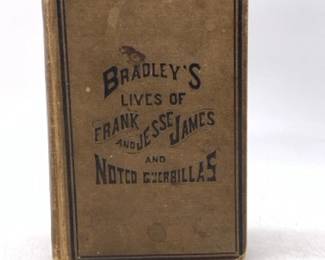 BRADLEY'S
LIVES OF
FRANK
AND JESSE JAMES
AND
NOTED GUERRILLAS